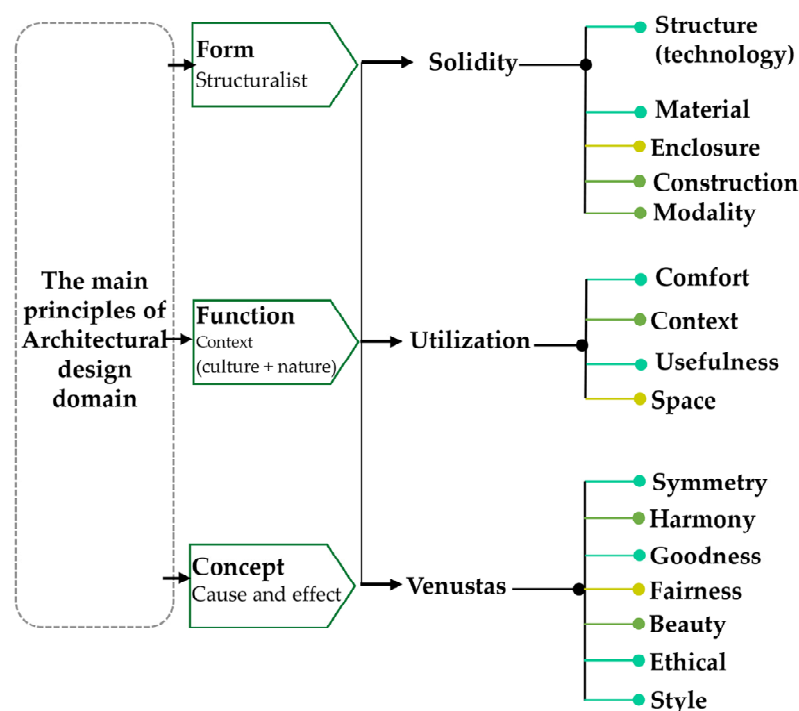 The main
principles of
Architectural
design
domain
Form
Structuralist
Solidity
Structure
(technology)
Material
Enclosure
Construction
Modality
Function
Context
(culture + nature)
Utilization
Comfort
Context
Usefulness
Space
Concept
Cause and effect
Venustas
Symmetry
Harmony
Goodness
Fairness
Beauty
Ethical
Style